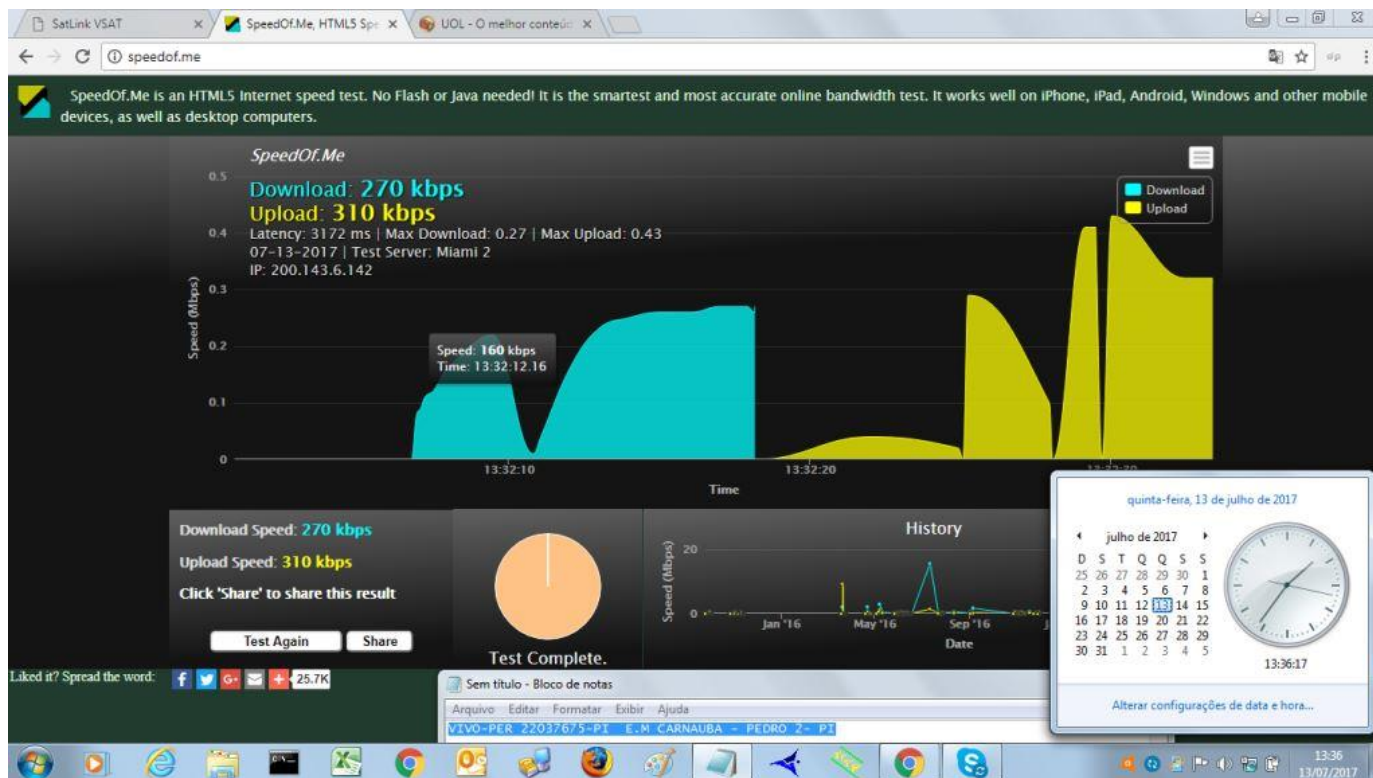 SatLink VSAT
SpeedOf.Me, HTML5 Spe
UOL - O melhor conteúd
speedof.me
SpeedOf.Me is an HTML5 Internet speed test. No Flash or Java needed! It is the smartest and most accurate online bandwidth test. It works well on iPhone, iPad, Android, Windows and other mobile
devices, as well as desktop computers.
SpeedOf.Me
Download: 270 kbps
Upload: 310 kbps
Latency: 3172 ms | Max Download: 0.27 | Max Upload: 0.43
07-13-2017 | Test Server: Miami 2
IP: 200.143.6.142
Download
Upload
0.5
0.4
0.3
0.2
0.1
0
Speed (Mbps)
Speed: 160 kbps
Time: 13:32:12.16
13:32:10
13:32:20
13:32:30
Time
Download Speed: 270 kbps
Upload Speed: 310 kbps
Click 'Share' to share this result
Test Again
Share
Test Complete.
History
Speed (Mbps)
20
0
Jan '16
May '16
Sep '16
Date
quinta-feira, 13 de julho de 2017
julho de 2017
D S T Q Q S S
25 26 27 28 29 30 1
2 3 4 5 6 7 8
9 10 11 12 13 14 15
16 17 18 19 20 21 22
23 24 25 26 27 28 29
30 31 1 2 3 4 5
13:36:17
Alterar configurações de data e hora...
Liked it? Spread the word:
25.7K
Sem título - Bloco de notas
Arquivo Editar Formatar Exibir Ajuda
VIVO-PER 22037675-PI E.M CARNAUBA - PEDRO 2- PI
13:36
13/07/2017